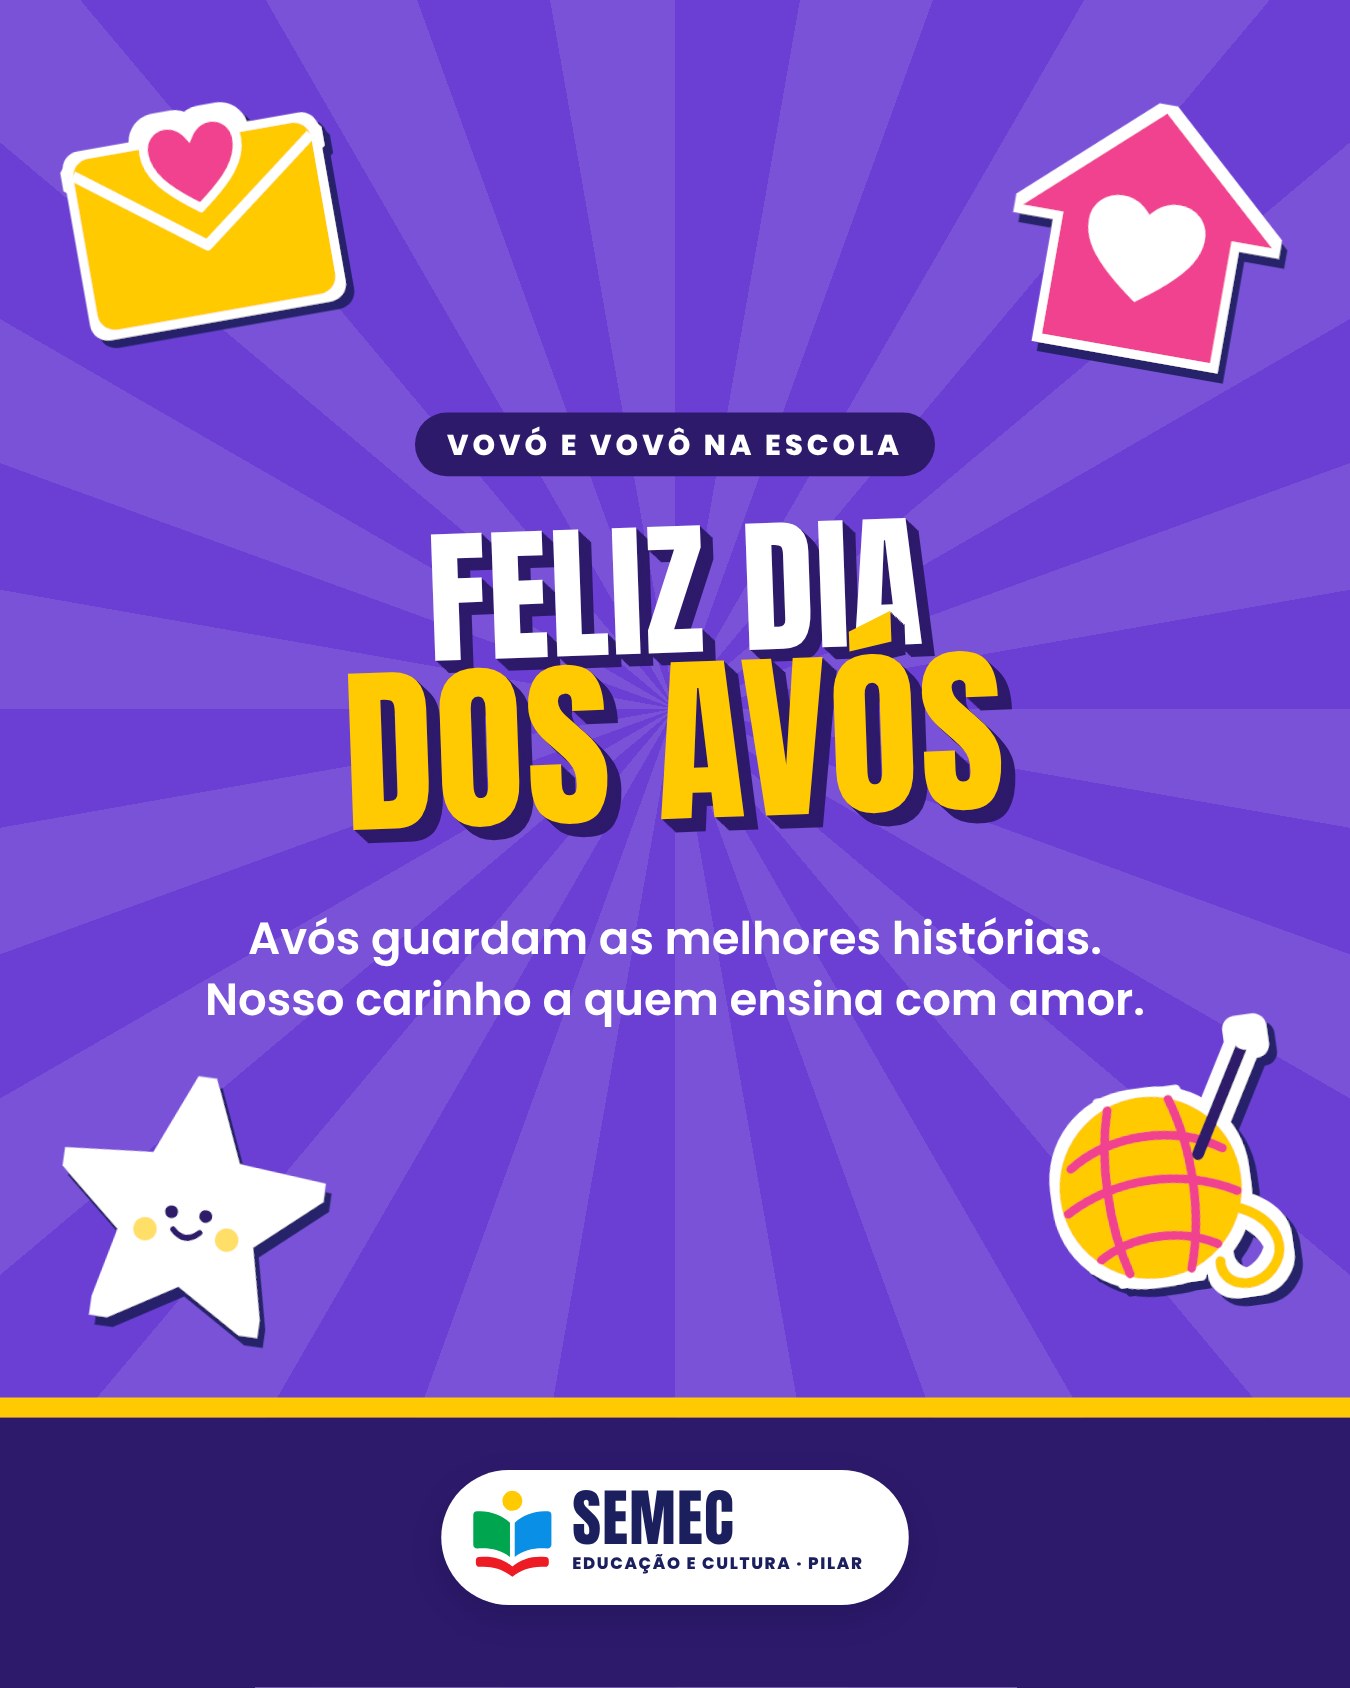 VOVÓ E VOVÔ NA ESCOLA
FELIZ DIA
DOS AVÓS
Avós guardam as melhores histórias.
Nosso carinho a quem ensina com amor.
SEMEC
EDUCAÇÃO E CULTURA · PILAR